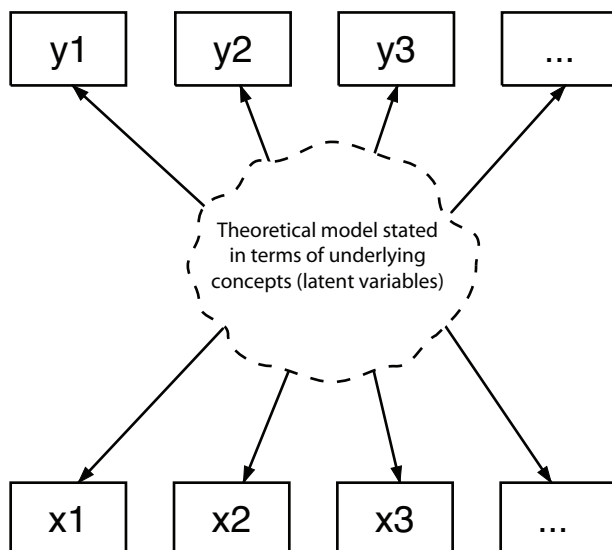 y1 y2 y3 ...
Theoretical model stated
in terms of underlying
concepts (latent variables)
x1 x2 x3 ...